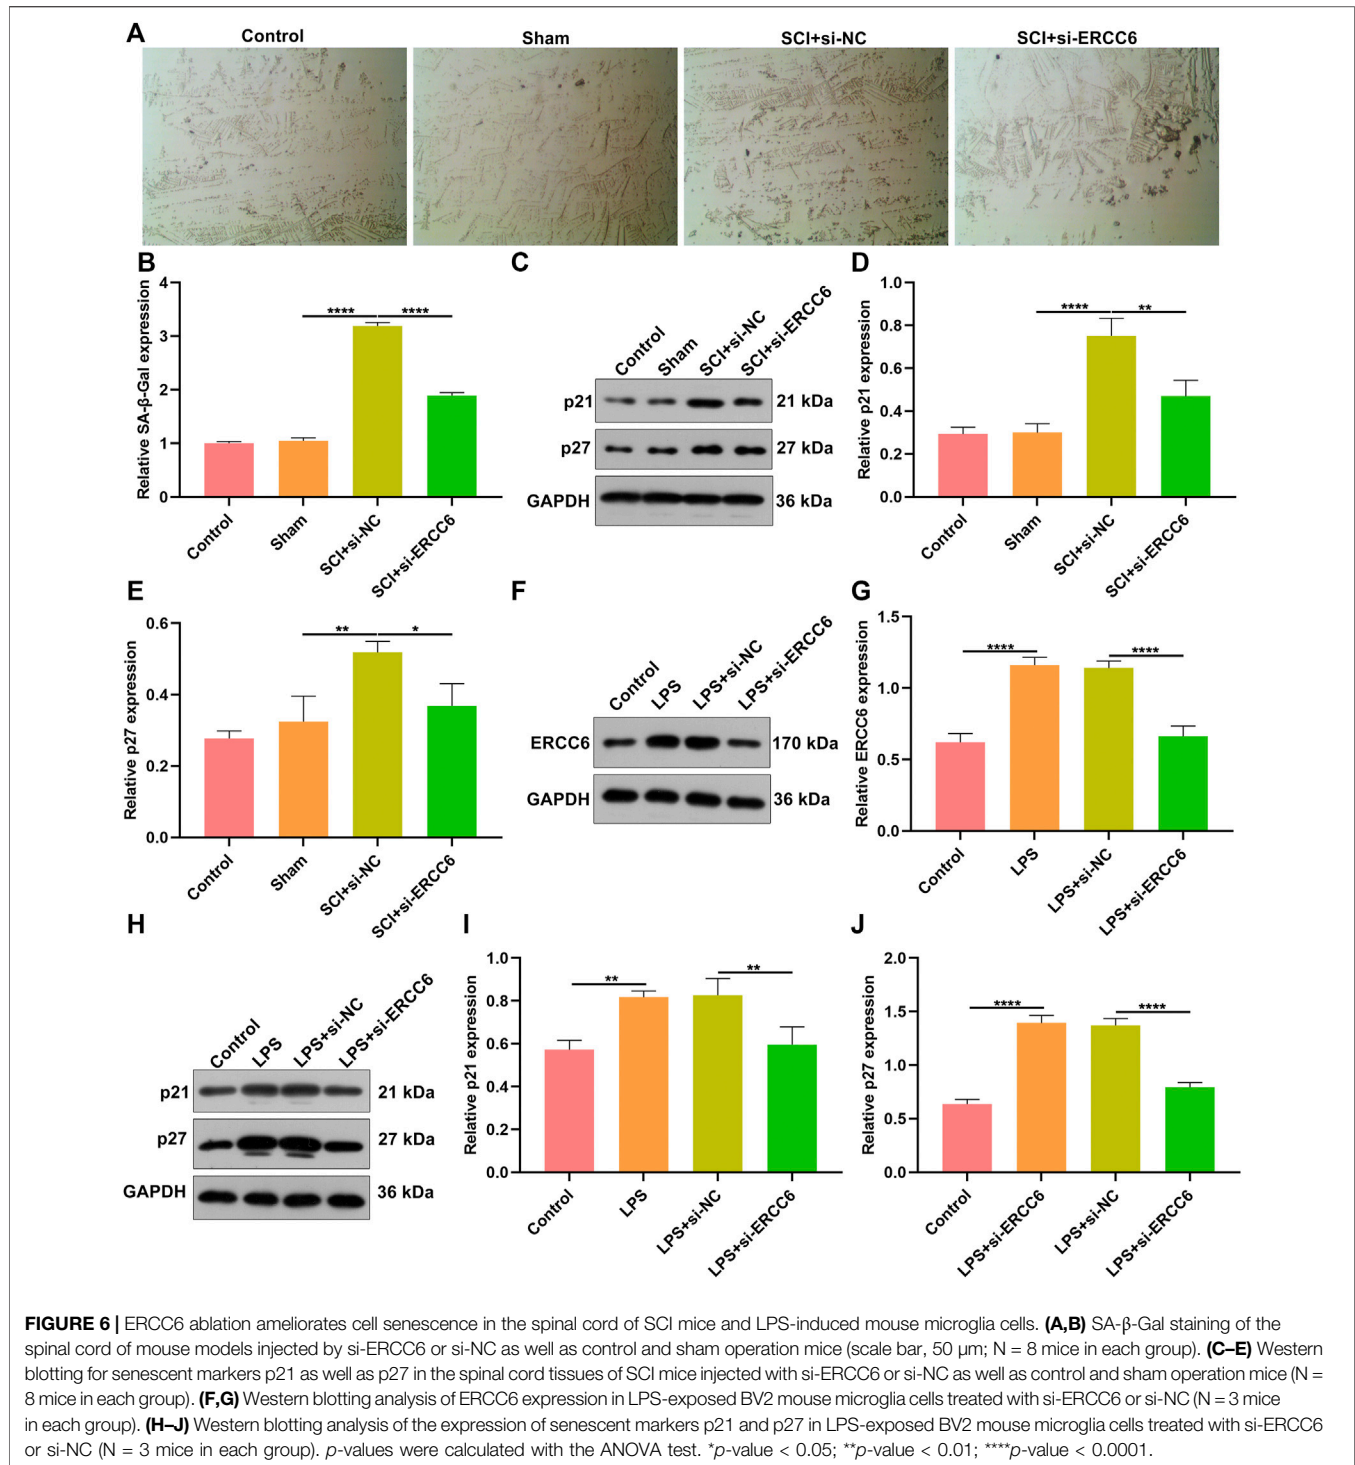 A
Control
Sham
SCI+si-NC
SCI+si-ERCC6
B
Relative SA-β-Gal expression
4
3
2
1
0
****
****
Control
Sham
SCI+si-NC
SCI+si-ERCC6
C
Control
Sham
SCI+si-NC
SCI+si-ERCC6
p21
21 kDa
p27
27 kDa
GAPDH
36 kDa
D
Relative p21 expression
1.0
0.8
0.6
0.4
0.2
0.0
****
**
Control
Sham
SCI+si-NC
SCI+si-ERCC6
E
Relative p27 expression
0.6
0.4
0.2
0.0
**
*
Control
Sham
SCI+si-NC
SCI+si-ERCC6
F
Control
LPS
LPS+si-NC
LPS+si-ERCC6
ERCC6
170 kDa
GAPDH
36 kDa
G
Relative ERCC6 expression
1.5
1.0
0.5
0.0
****
****
Control
LPS
LPS+si-NC
LPS+si-ERCC6
H
Control
LPS
LPS+si-NC
LPS+si-ERCC6
p21
21 kDa
p27
27 kDa
GAPDH
36 kDa
I
Relative p21 expression
1.0
0.8
0.6
0.4
0.2
0.0
**
**
Control
LPS
LPS+si-NC
LPS+si-ERCC6
J
Relative p27 expression
2.0
1.5
1.0
0.5
0.0
****
****
Control
LPS+si-ERCC6
LPS+si-NC
LPS+si-ERCC6
FIGURE 6 | ERCC6 ablation ameliorates cell senescence in the spinal cord of SCI mice and LPS-induced mouse microglia cells. (A,B) SA-β-Gal staining of the
spinal cord of mouse models injected by si-ERCC6 or si-NC as well as control and sham operation mice (scale bar, 50 μm; N = 8 mice in each group). (C–E) Western
blotting for senescent markers p21 as well as p27 in the spinal cord tissues of SCI mice injected with si-ERCC6 or si-NC as well as control and sham operation mice (N =
8 mice in each group). (F,G) Western blotting analysis of ERCC6 expression in LPS-exposed BV2 mouse microglia cells treated with si-ERCC6 or si-NC (N = 3 mice
in each group). (H–J) Western blotting analysis of the expression of senescent markers p21 and p27 in LPS-exposed BV2 mouse microglia cells treated with si-ERCC6
or si-NC (N = 3 mice in each group). p-values were calculated with the ANOVA test. *p-value < 0.05; **p-value < 0.01; ****p-value < 0.0001.